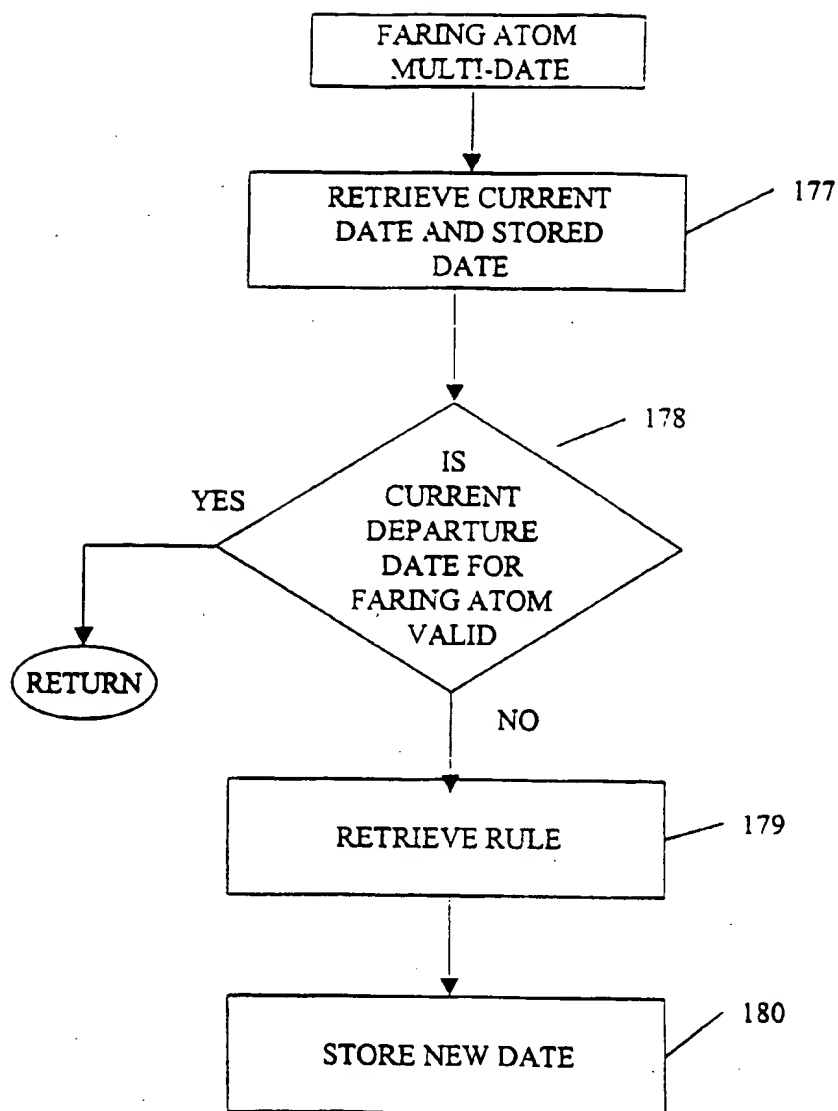 FARING ATOM
MULTI-DATE
RETRIEVE CURRENT
DATE AND STORED
DATE
177
178
IS
CURRENT
DEPARTURE
DATE FOR
FARING ATOM
VALID
YES
RETURN
NO
RETRIEVE RULE
179
STORE NEW DATE
180